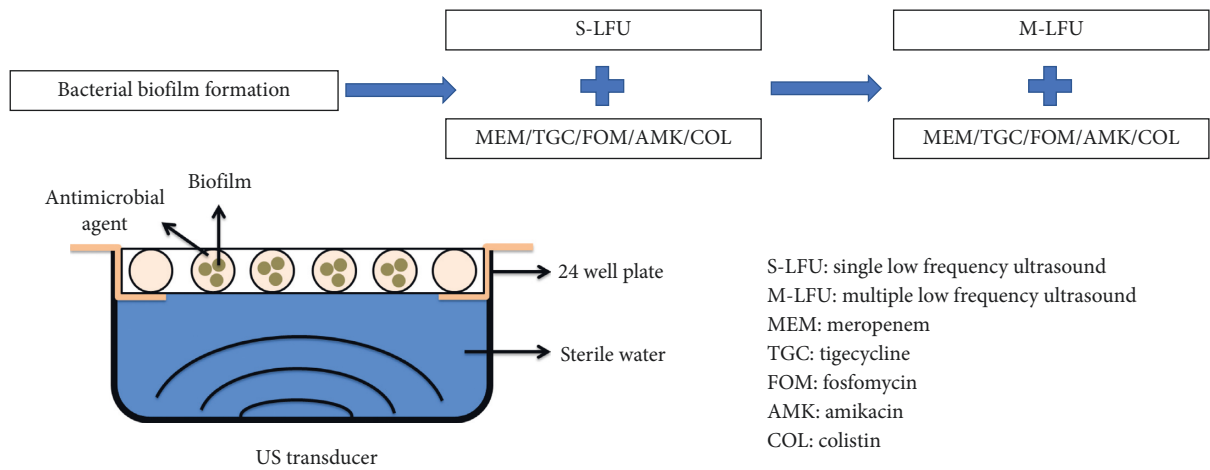 S-LFU
M-LFU
Bacterial biofilm formation
MEM/TGC/FOM/AMK/COL
MEM/TGC/FOM/AMK/COL
Biofilm
Antimicrobial
agent
24 well plate
Sterile water
US transducer
S-LFU: single low frequency ultrasound
M-LFU: multiple low frequency ultrasound
MEM: meropenem
TGC: tigecycline
FOM: fosfomycin
AMK: amikacin
COL: colistin